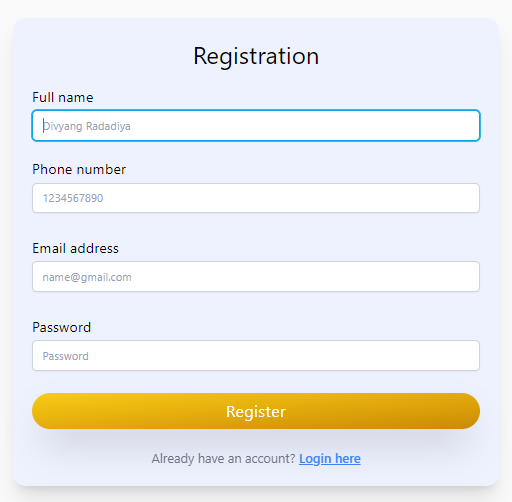 Registration
Full name
Divyang Radadiya
Phone number
1234567890
Email address
name@gmail.com
Password
Password
Register
Already have an account? Login here